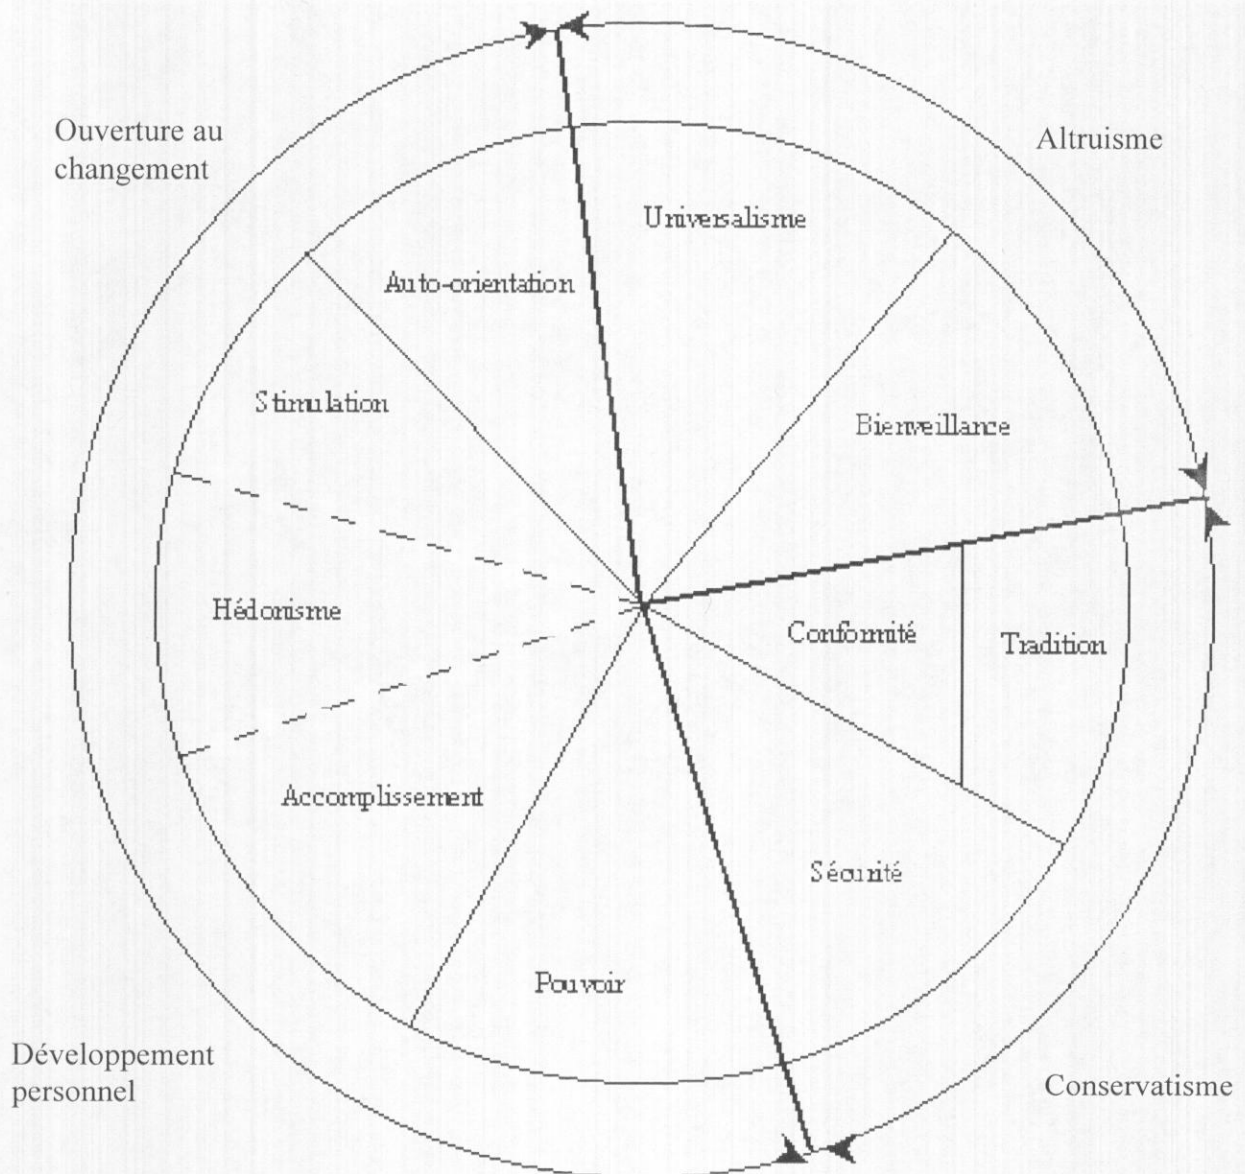 Ouverture au
changement
Altruisme
Universalisme
Auto-orientation
Stimulation
Bienveillance
Hédonisme
Conformité
Tradition
Accomplissement
Sécurité
Pouvoir
Développement
personnel
Conservatisme